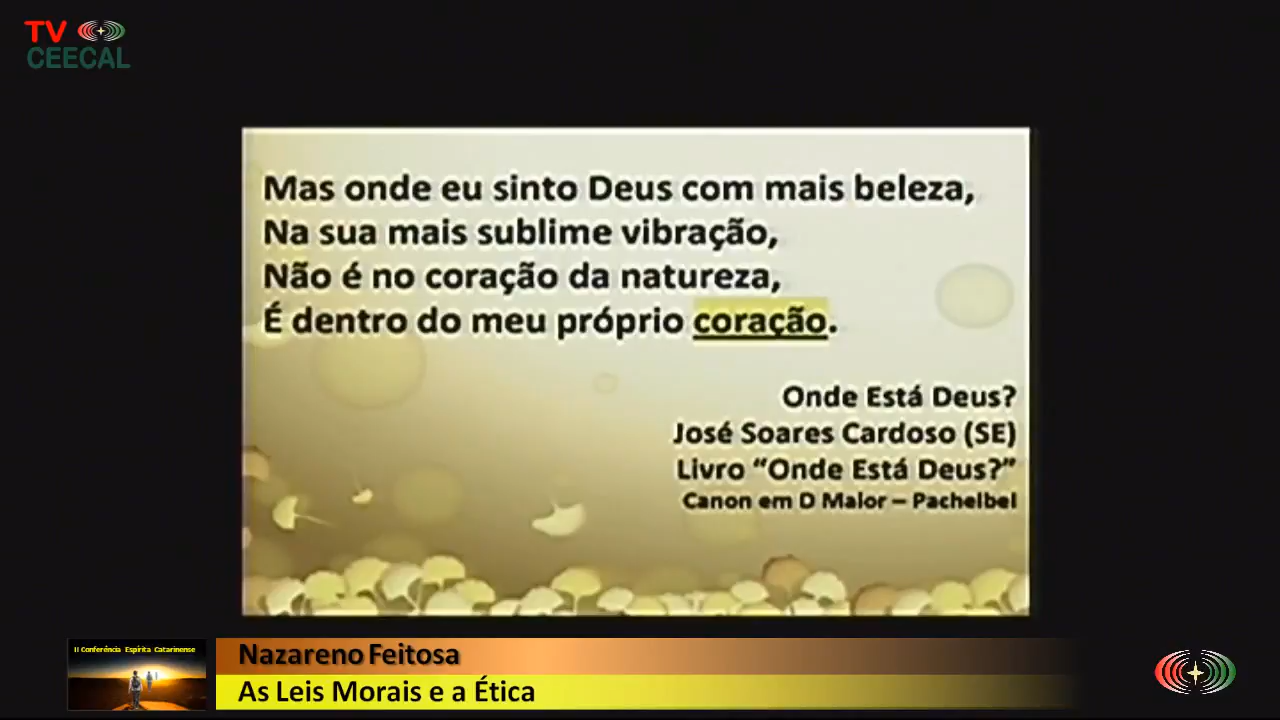 TV
CEECAL
Mas onde eu sinto Deus com mais beleza,
Na sua mais sublime vibração,
Não é no coração da natureza,
É dentro do meu próprio coração.
Onde Está Deus?
José Soares Cardoso (SE)
Livro “Onde Está Deus?”
Canon em D Maior – Pachelbel
II Conferência Espírita Catarinense
Nazareno Feitosa
As Leis Morais e a Ética